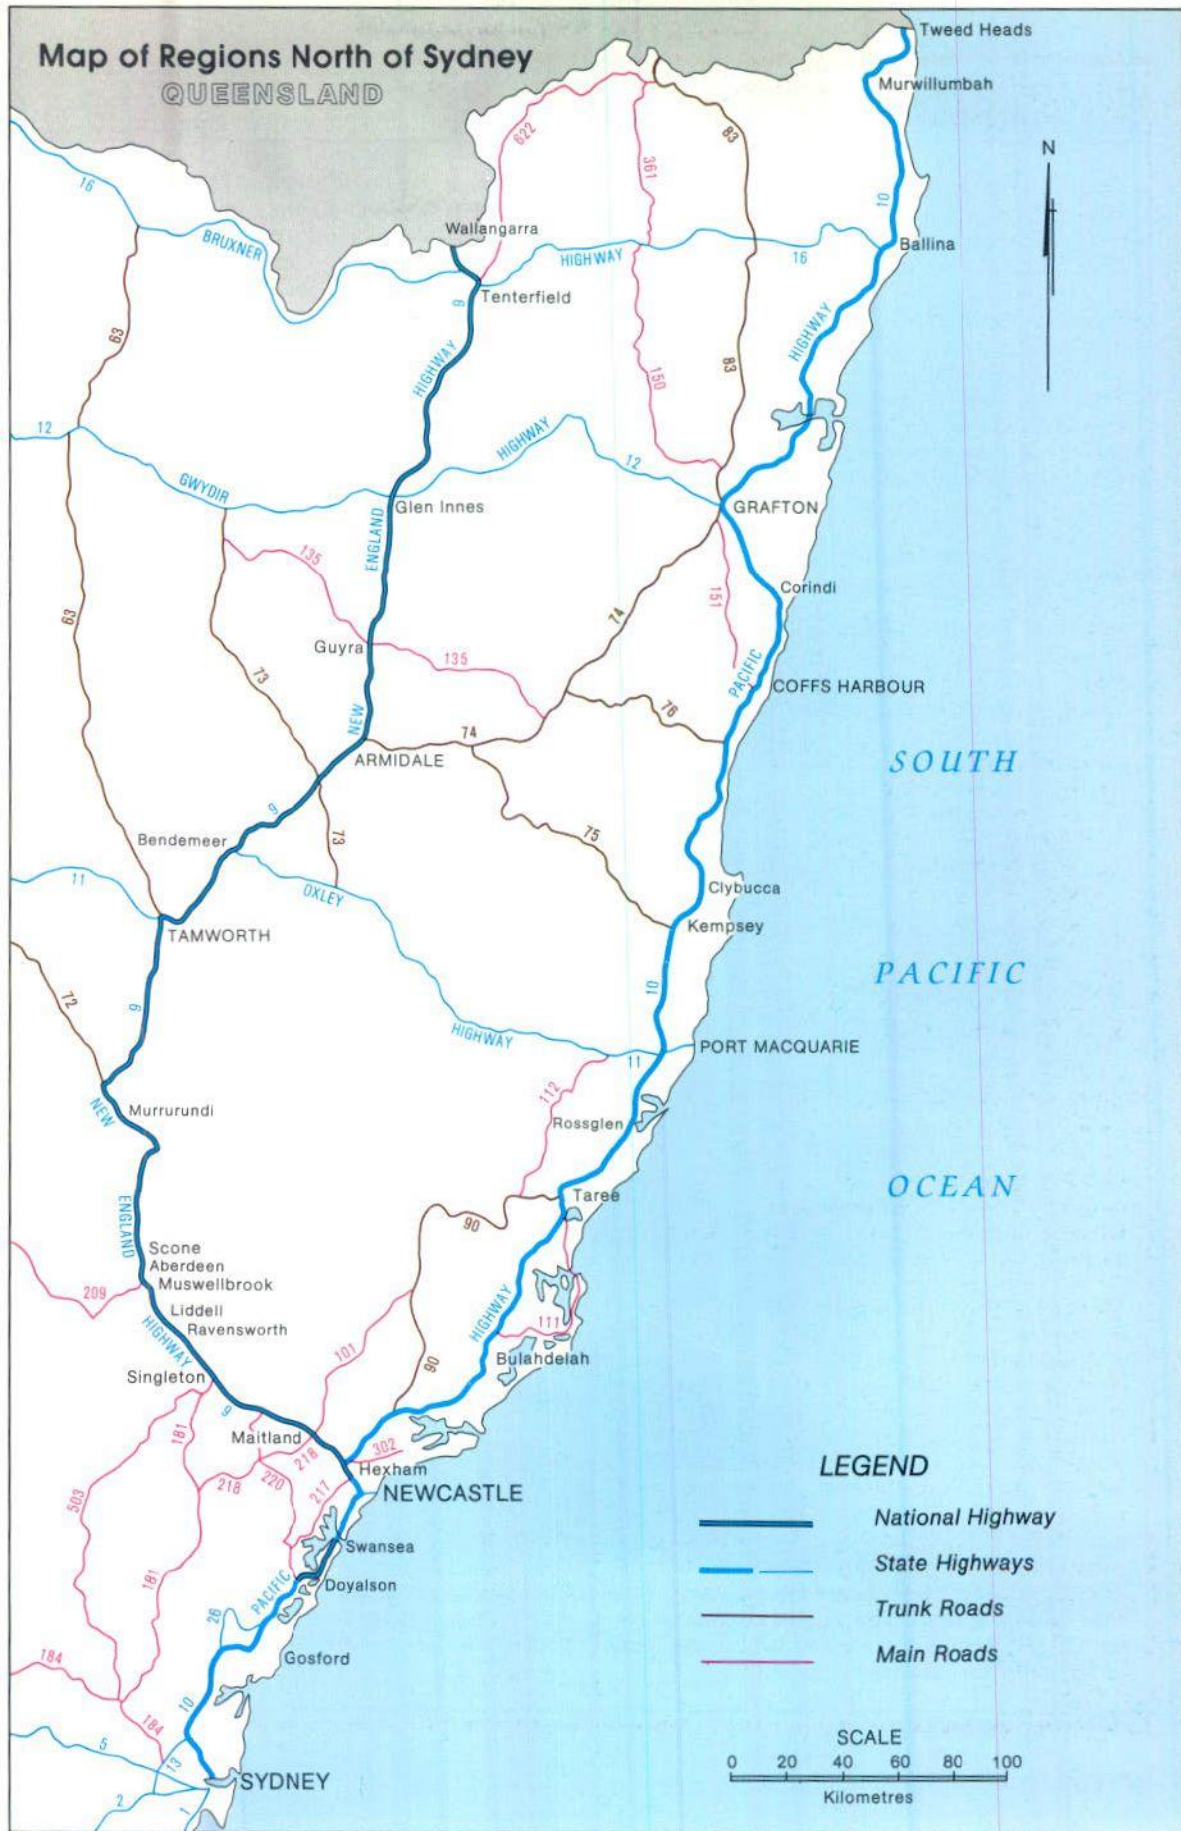 Map of Regions North of Sydney
QUEENSLAND
Tweed Heads
Murwillumbah
N
83
622
361
16
10
BRUXNER
Wallangarra
HIGHWAY
16
Ballina
Tenterfield
9
63
HIGHWAY
HIGHWAY
83
150
12
HIGHWAY
12
GWYDIR
Glen Innes
GRAFTON
ENGLAND
135
Corindi
151
63
74
Guyra
135
73
PACIFIC
COFFS HARBOUR
76
NEW
74
ARMIDALE
SOUTH
9
Bendemeer
73
75
11
OXLEY
Clybucca
Kempsey
TAMWORTH
PACIFIC
72
9
10
HIGHWAY
PORT MACQUARIE
11
NEW
Murrurundi
112
Rossglen
OCEAN
Taree
ENGLAND
90
Scone
Aberdeen
Muswellbrook
209
Liddell
Ravensworth
HIGHWAY
HIGHWAY
111
101
Bulahdelah
90
Singleton
9
181
Maitland
218
302
Hexham
218
220
217
NEWCASTLE
503
Swansea
181
PACIFIC
Doyalson
26
Gosford
184
10
184
5
13
SYDNEY
2
1
LEGEND
National Highway
State Highways
Trunk Roads
Main Roads
SCALE
0 20 40 60 80 100
Kilometres